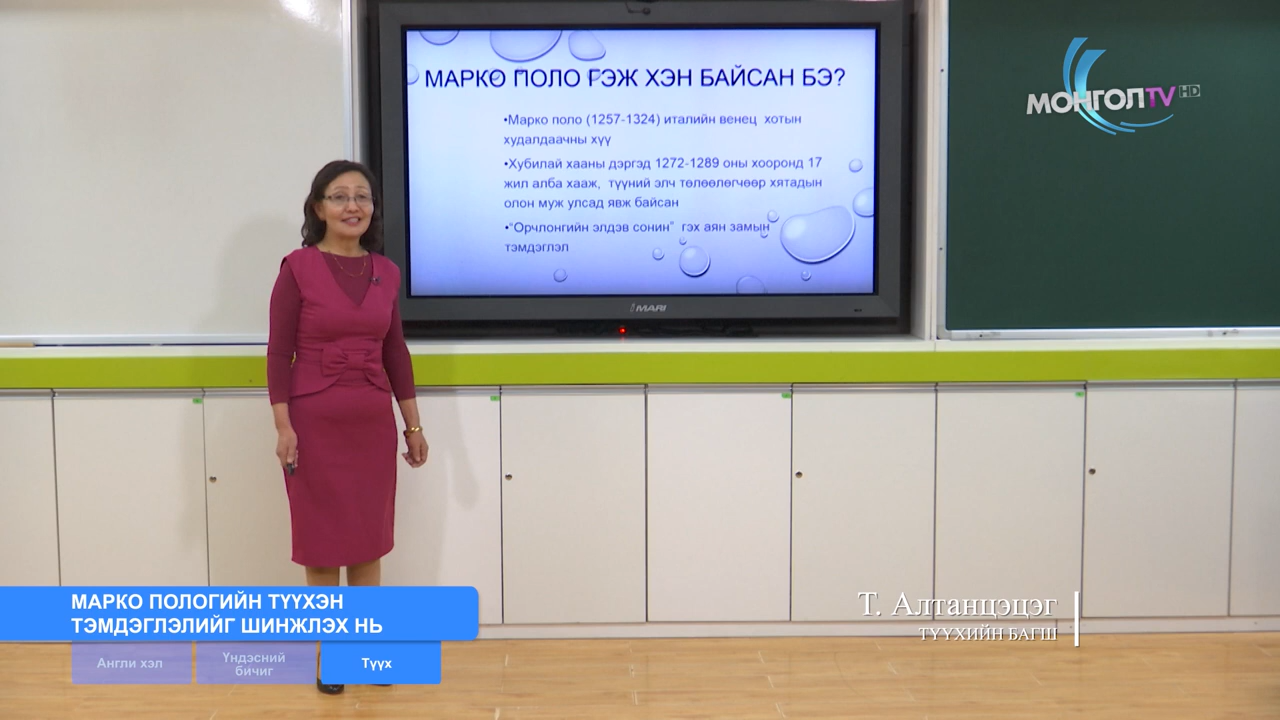 МАРКО ПОЛО ГЭЖ ХЭН БАЙСАН БЭ?
•Марко поло (1257-1324) италийн венец хотын
худалдаачны хүү
•Хубилай хааны дэргэд 1272-1289 оны хооронд 17
жил алба хааж, түүний элч төлөөлөгчөөр хятадын
олон муж улсад явж байсан
•“Орчлонгийн элдэв сонин” гэх аян замын
тэмдэглэл
MARI
МОНГОЛTV HD
Т. Алтанцэцэг
ТҮҮХИЙН БАГШ
МАРКО ПОЛОГИЙН ТҮҮХЭН
ТЭМДЭГЛЭЛИЙГ ШИНЖЛЭХ НЬ
Англи хэл
Үндэсний
бичиг
Түүх